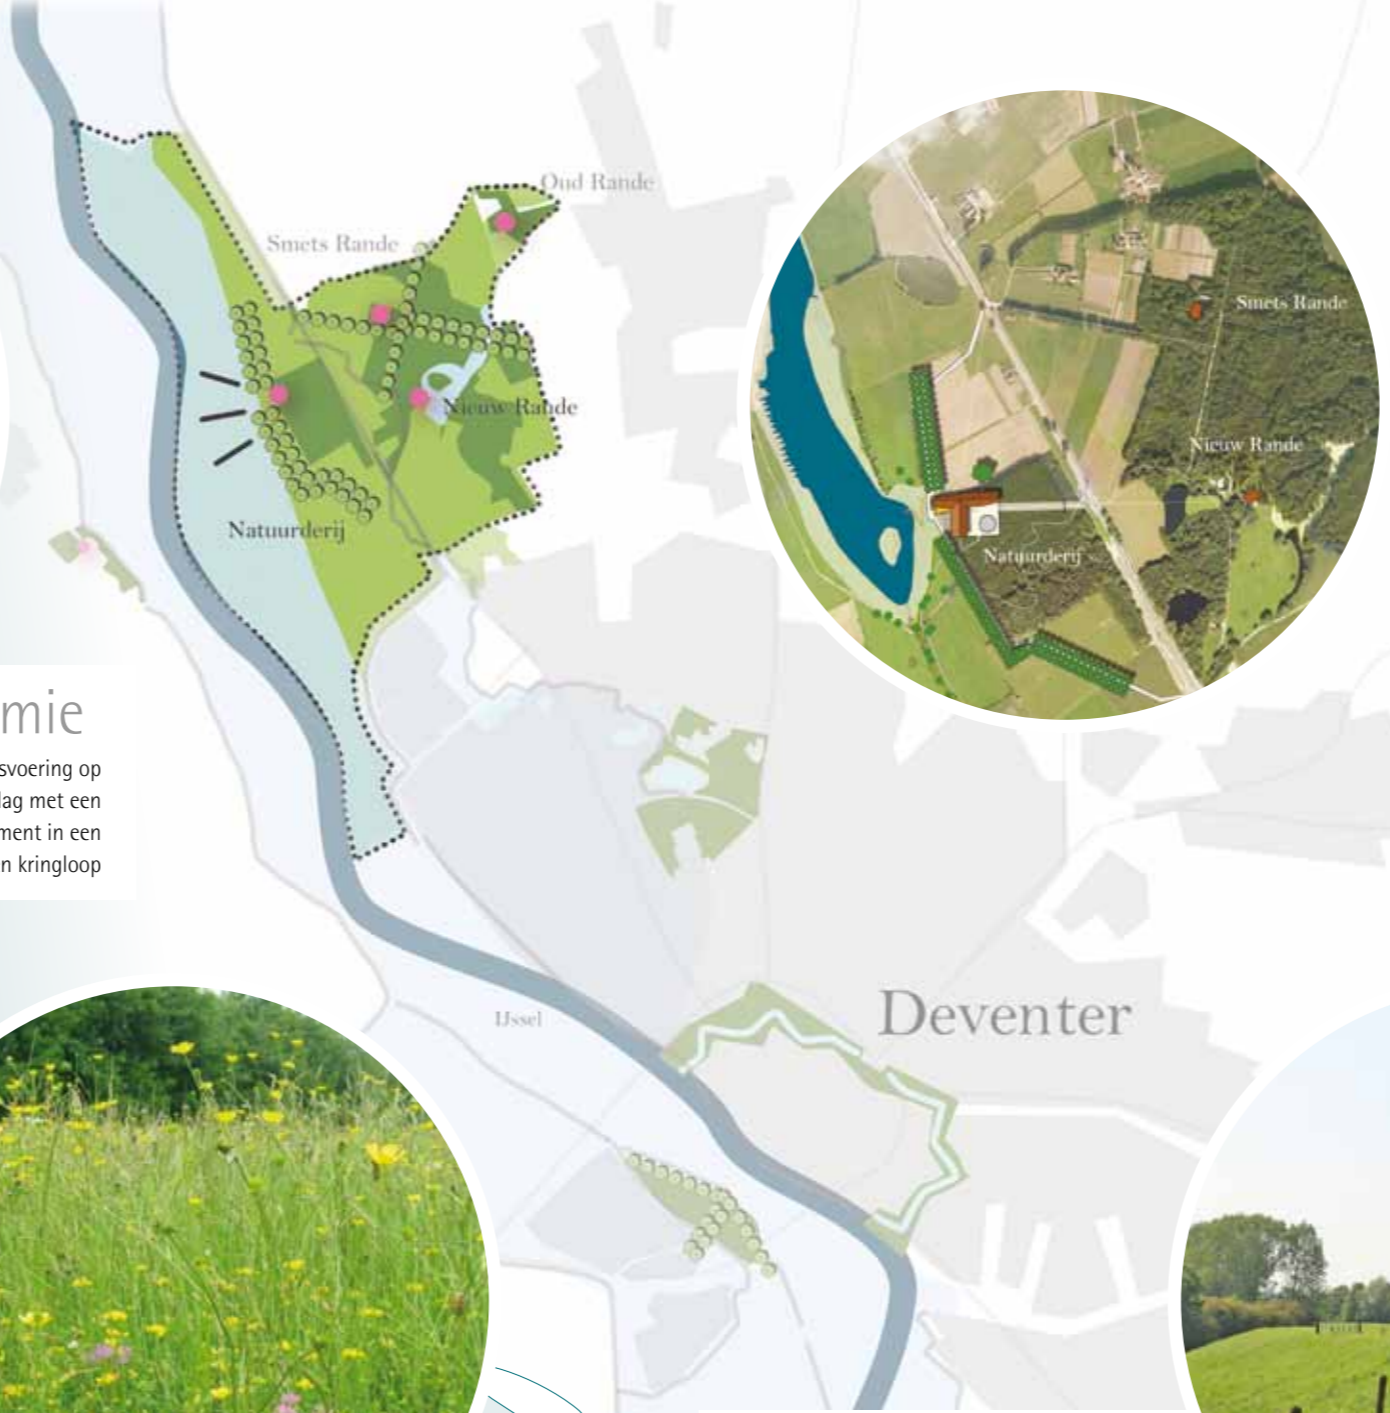 Oud Rande
Smets Rande
Nieuw Rande
Natuurderij
Smets Rande
Nieuw Rande
Natuurderij
mie
svoering op
lag met een
ment in een
n kringloop
IJssel
Deventer